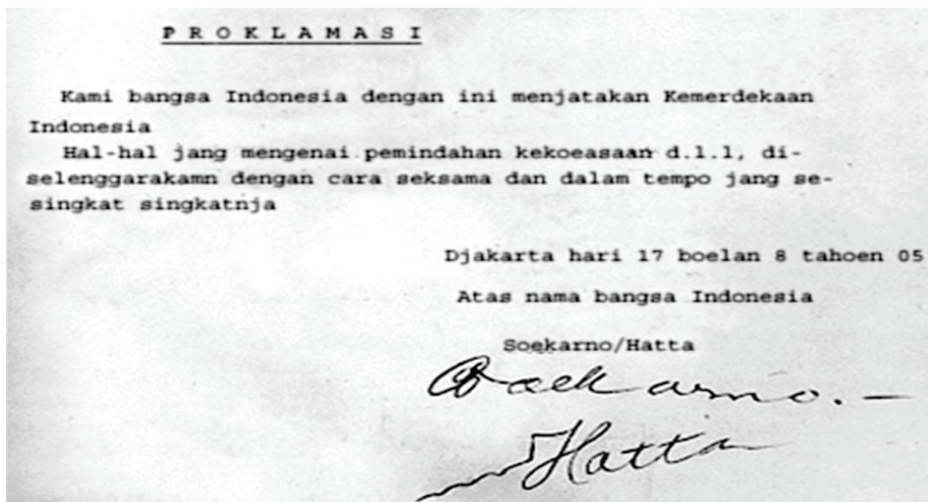 P R O K L A M A S I
Kami bangsa Indonesia dengan ini menjatakan Kemerdekaan
Indonesia
Hal-hal jang mengenai pemindahan kekoeasaan d.l.l, di-
selenggarakamn dengan cara seksama dan dalam tempo jang se-
singkat singkatnja
Djakarta hari 17 boelan 8 tahoen 05
Atas nama bangsa Indonesia
Soekarno/Hatta
Soekarno.—
Hatta